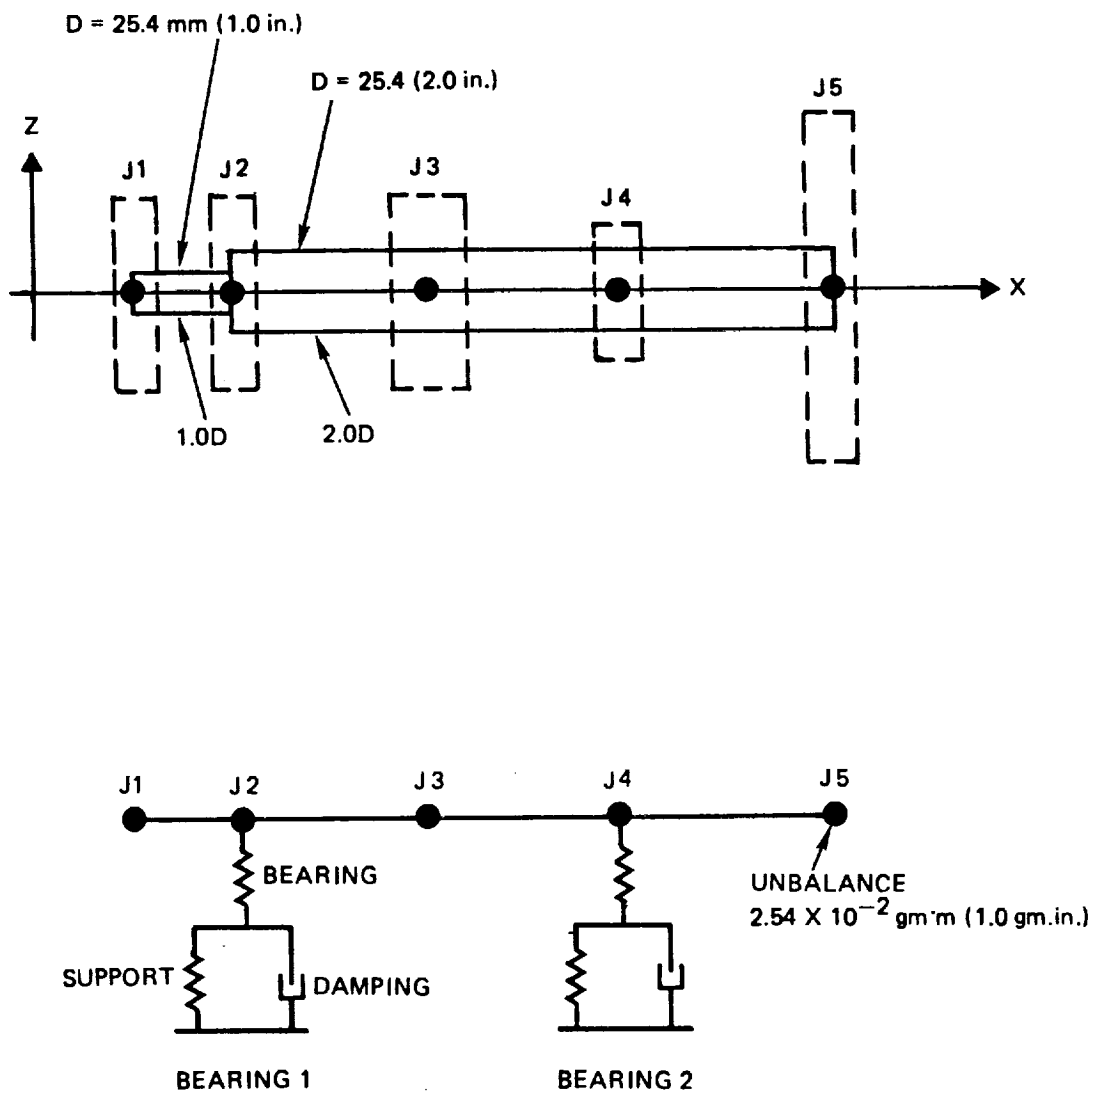 D = 25.4 mm (1.0 in.)
D = 25.4 (2.0 in.)
J5
Z
J1
J2
J3
J4
X
1.0D
2.0D
J1
J2
J3
J4
J5
BEARING
UNBALANCE
2.54 X 10⁻² gm·m (1.0 gm.in.)
SUPPORT
DAMPING
BEARING 1
BEARING 2